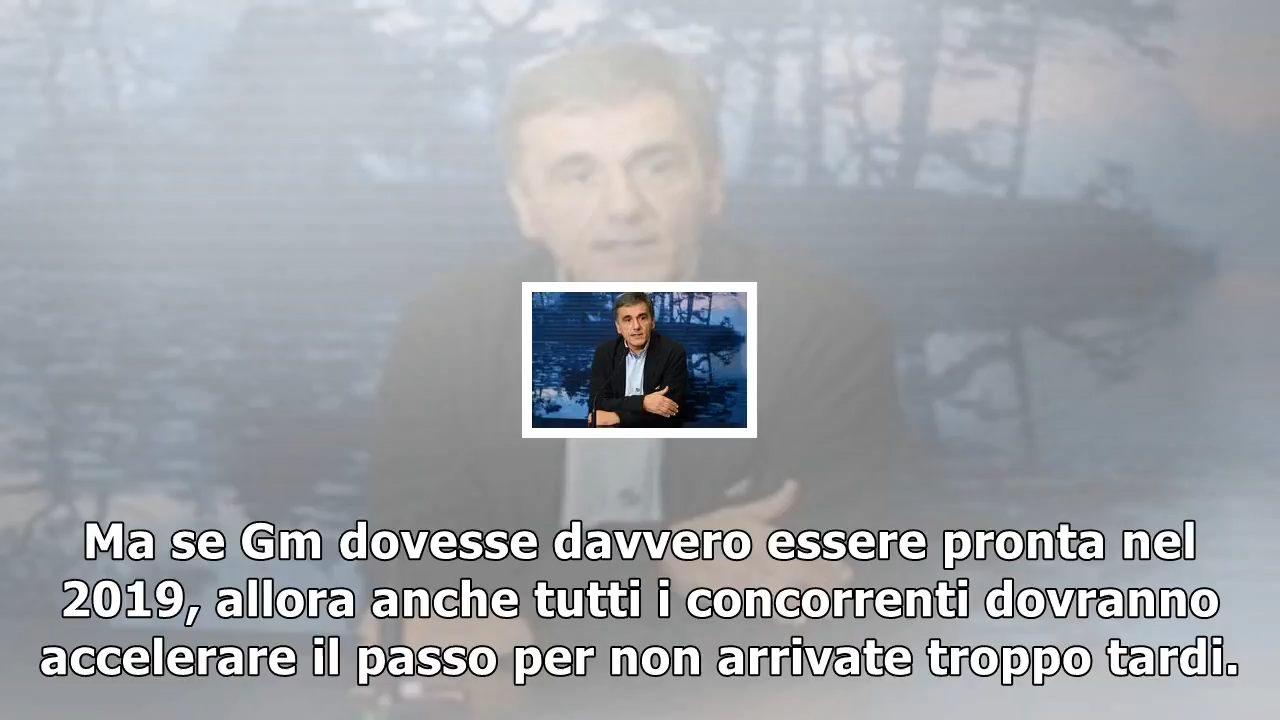 Ma se Gm dovesse davvero essere pronta nel
2019, allora anche tutti i concorrenti dovranno
accelerare il passo per non arrivate troppo tardi.